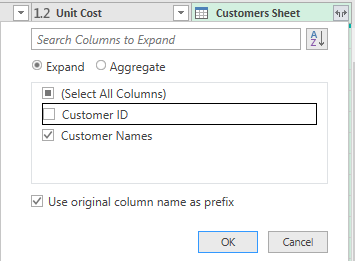 1.2 Unit Cost Customers Sheet
Search Columns to Expand
A
Z
Expand Aggregate
(Select All Columns)
Customer ID
Customer Names
Use original column name as prefix
OK Cancel